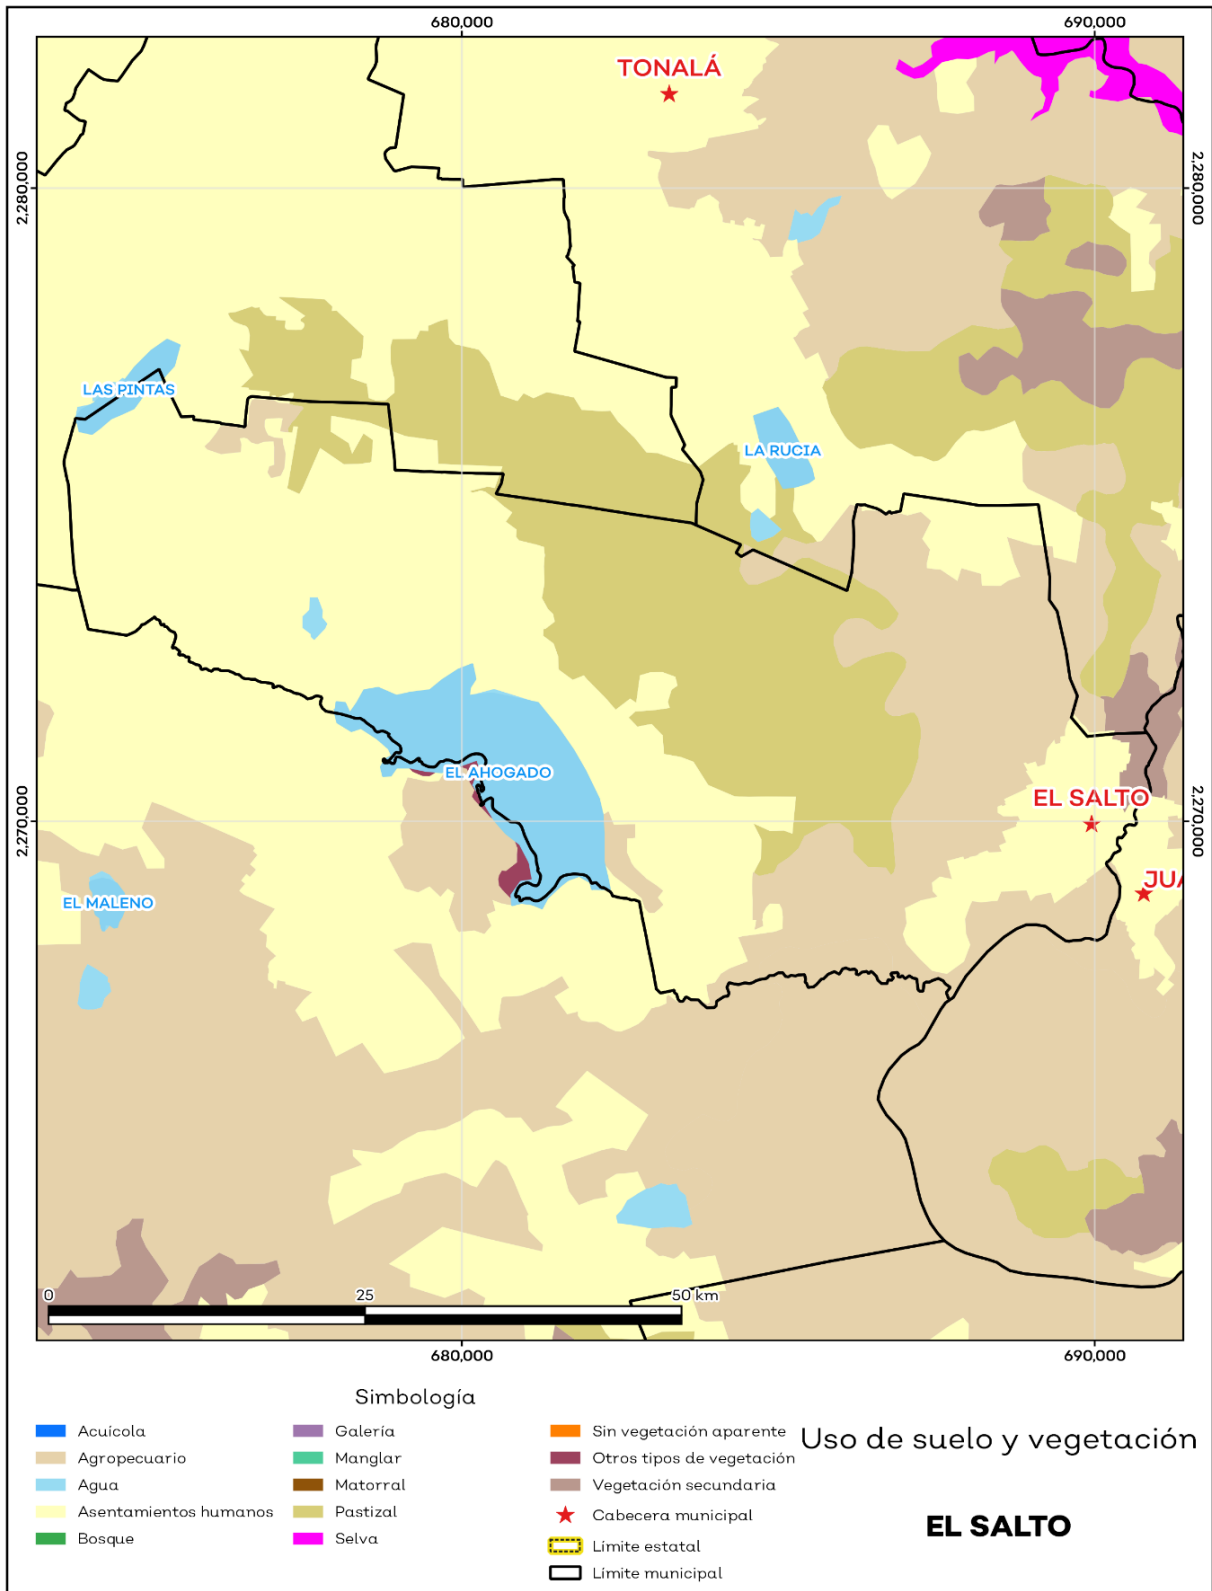 680,000
690,000
TONALÁ
2,280,000
2,280,000
LAS PINTAS
LA RUCIA
EL AHOGADO
EL SALTO
2,270,000
2,270,000
JUA
EL MALENO
0
25
50 km
680,000
690,000
Simbología
Acuícola
Agropecuario
Agua
Asentamientos humanos
Bosque
Galería
Manglar
Matorral
Pastizal
Selva
Sin vegetación aparente
Otros tipos de vegetación
Vegetación secundaria
Cabecera municipal
Límite estatal
Límite municipal
Uso de suelo y vegetación
EL SALTO